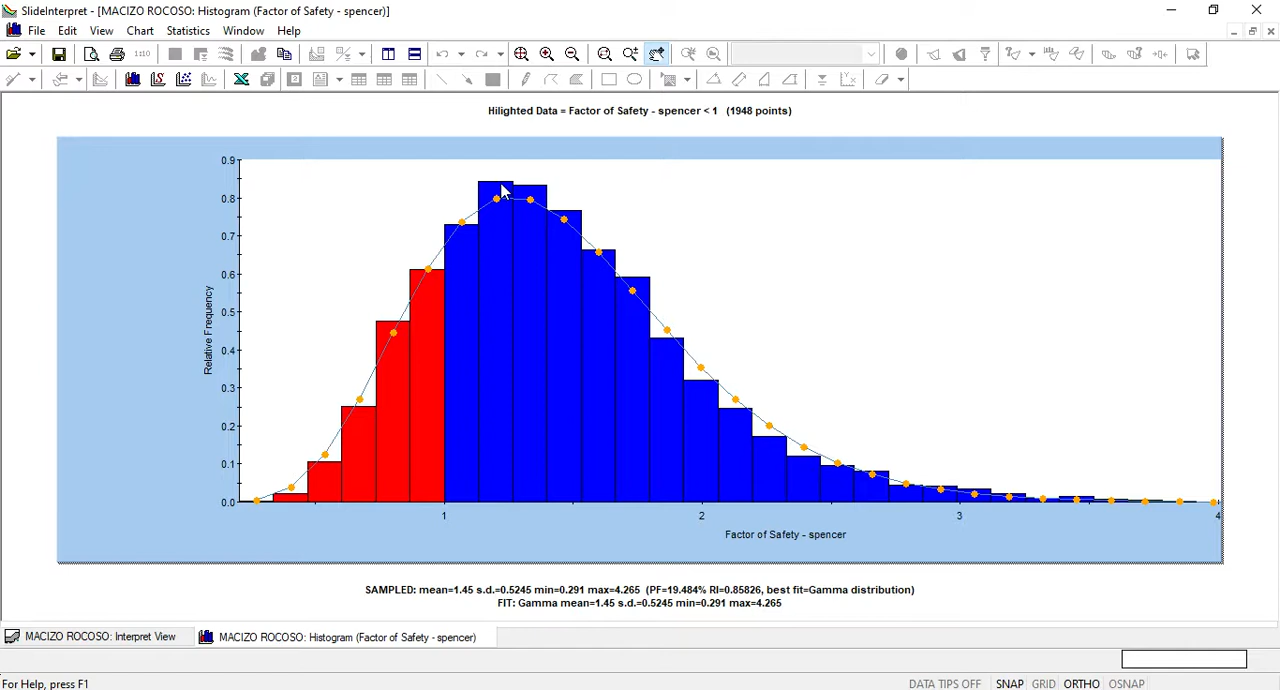 SlideInterpret - [MACIZO ROCOSO: Histogram (Factor of Safety - spencer)]
File Edit View Chart Statistics Window Help
1:10
Hilighted Data = Factor of Safety - spencer < 1 (1948 points)
0.9
0.8
0.7
0.6
0.5
0.4
0.3
0.2
0.1
0.0
Relative Frequency
1 2 3 4
Factor of Safety - spencer
SAMPLED: mean=1.45 s.d.=0.5245 min=0.291 max=4.265 (PF=19.484% RI=0.85826, best fit=Gamma distribution)
FIT: Gamma mean=1.45 s.d.=0.5245 min=0.291 max=4.265
MACIZO ROCOSO: Interpret View MACIZO ROCOSO: Histogram (Factor of Safety - spencer)
For Help, press F1 DATA TIPS OFF SNAP GRID ORTHO OSNAP